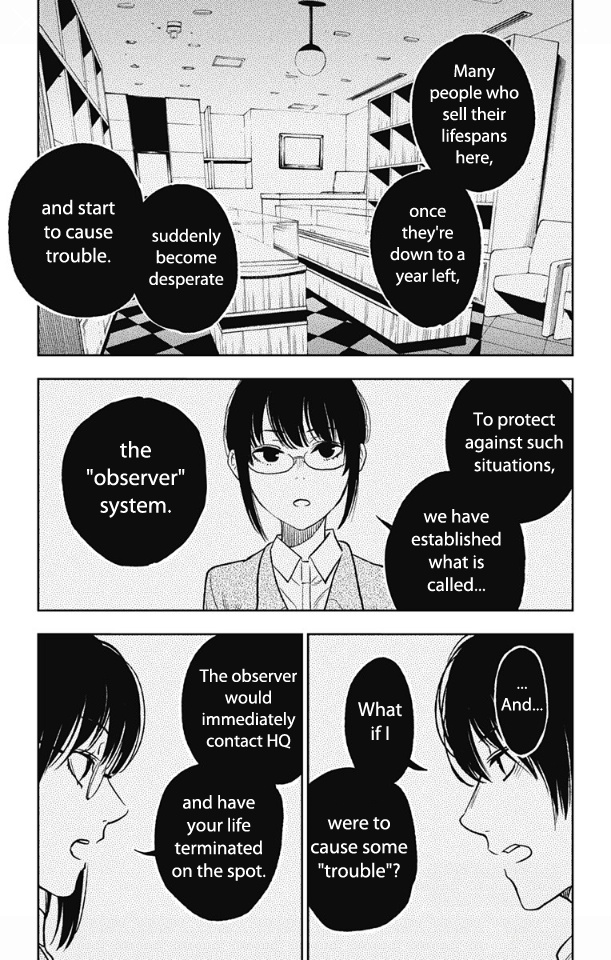 Many
people who
sell their
lifespans
here,
once
they're
down to a
year left,
suddenly
become
desperate
and start
to cause
trouble.
To protect
against such
situations,
we have
established
what is
called...
the
"observer"
system.
...
And...
What
if I
were to
cause some
"trouble"?
The observer
would
immediately
contact HQ
and have
your life
terminated
on the spot.